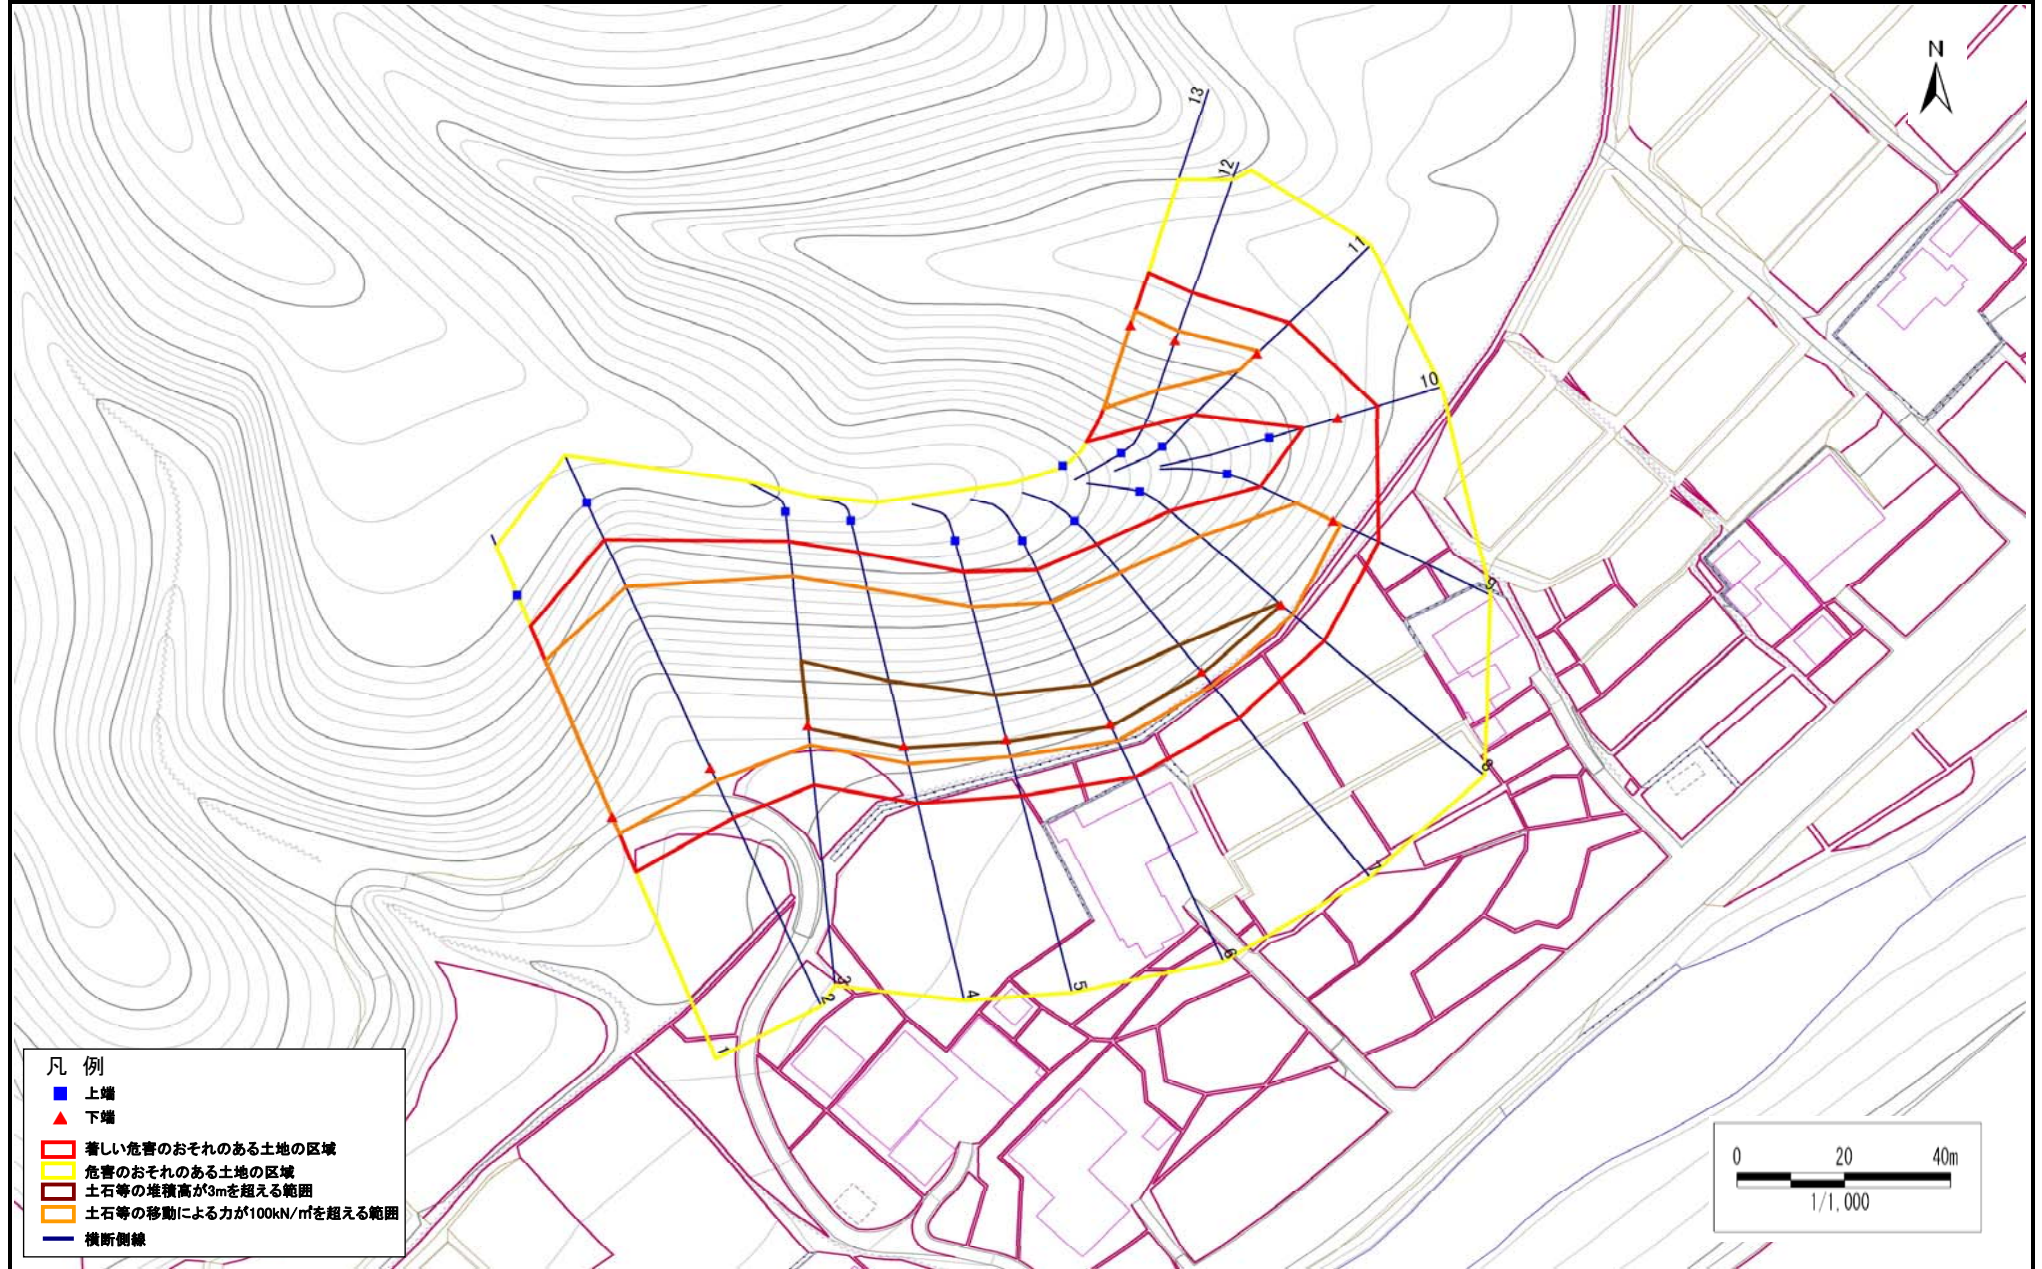 N
13
12
11
10
9
8
7
6
5
4
3
2
1
凡 例
上端
下端
著しい危害のおそれのある土地の区域
危害のおそれのある土地の区域
土石等の堆積高が3mを超える範囲
土石等の移動による力が100kN/㎡を超える範囲
横断側線
0 20 40m
1/1,000